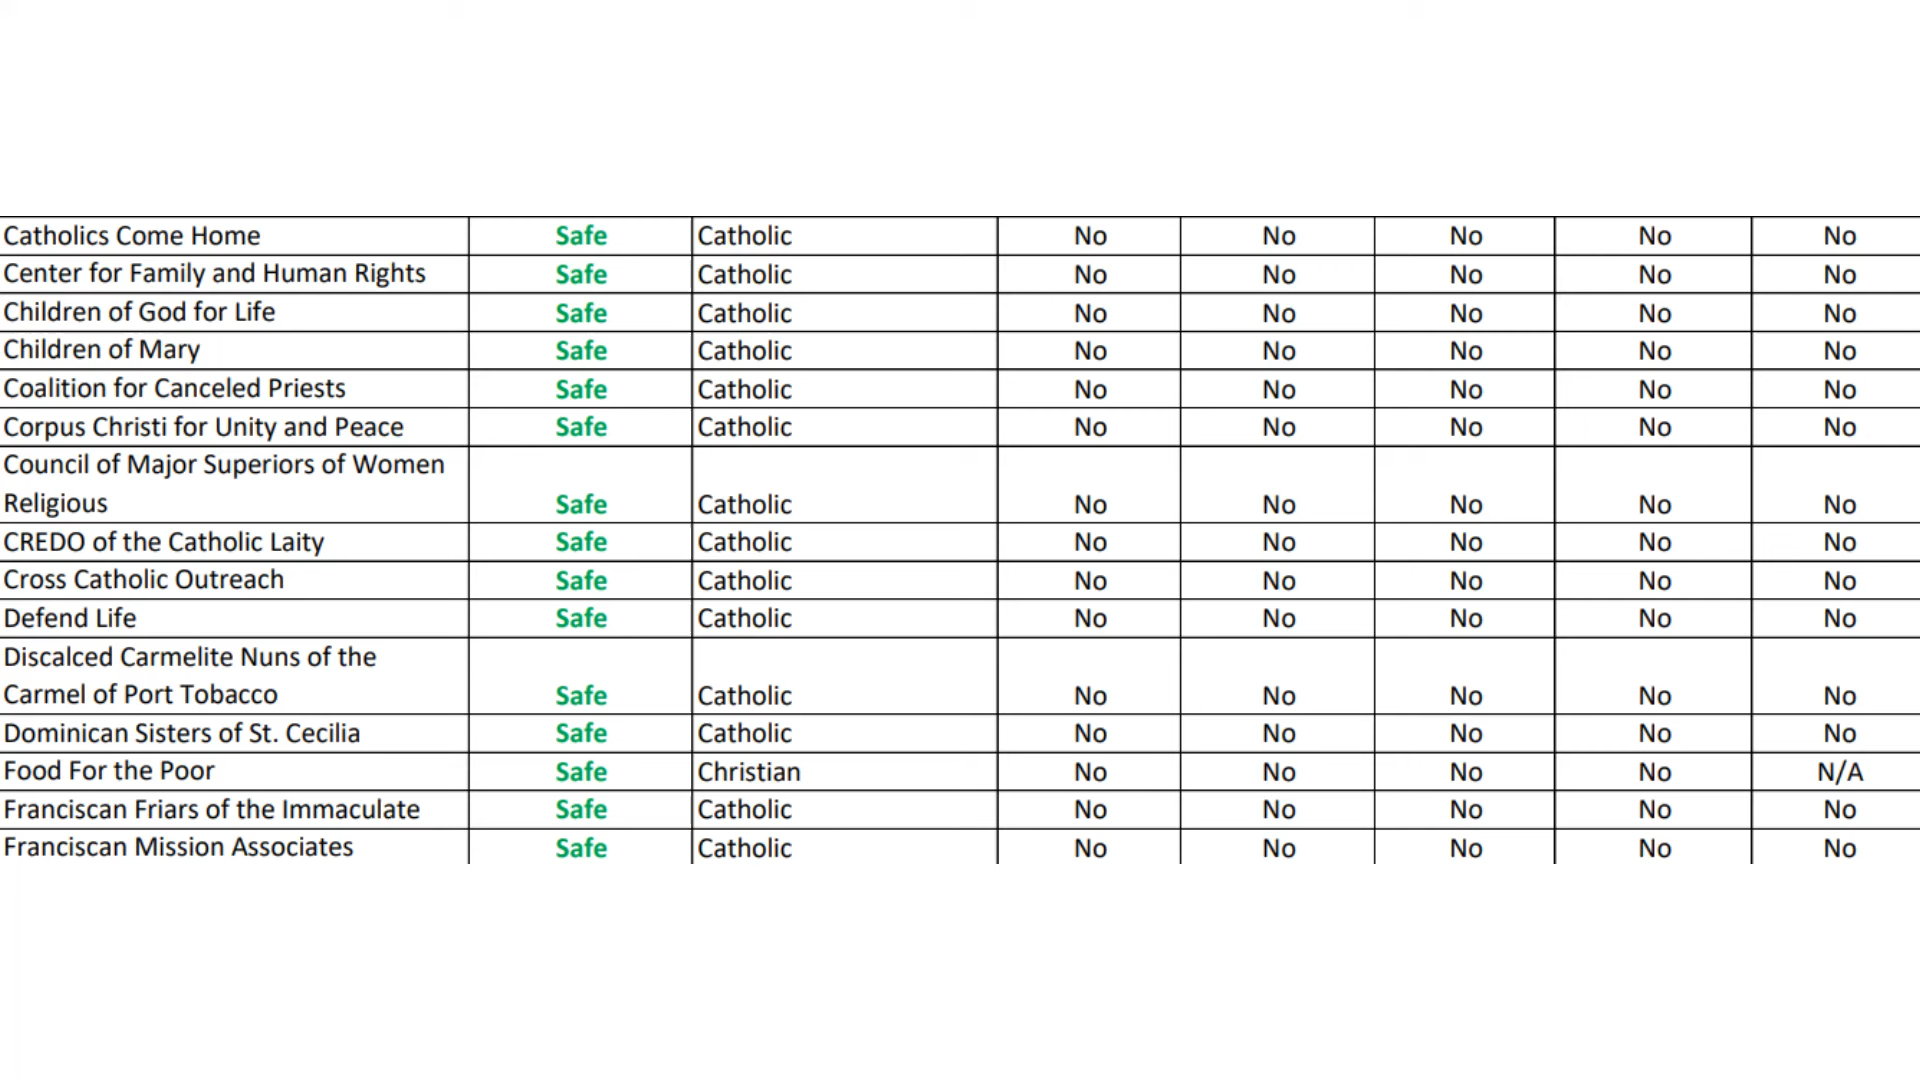 Catholics Come Home Safe Catholic No No No No No
Center for Family and Human Rights Safe Catholic No No No No No
Children of God for Life Safe Catholic No No No No No
Children of Mary Safe Catholic No No No No No
Coalition for Canceled Priests Safe Catholic No No No No No
Corpus Christi for Unity and Peace Safe Catholic No No No No No
Council of Major Superiors of Women
Religious Safe Catholic No No No No No
CREDO of the Catholic Laity Safe Catholic No No No No No
Cross Catholic Outreach Safe Catholic No No No No No
Defend Life Safe Catholic No No No No No
Discalced Carmelite Nuns of the
Carmel of Port Tobacco Safe Catholic No No No No No
Dominican Sisters of St. Cecilia Safe Catholic No No No No No
Food For the Poor Safe Christian No No No No N/A
Franciscan Friars of the Immaculate Safe Catholic No No No No No
Franciscan Mission Associates Safe Catholic No No No No No